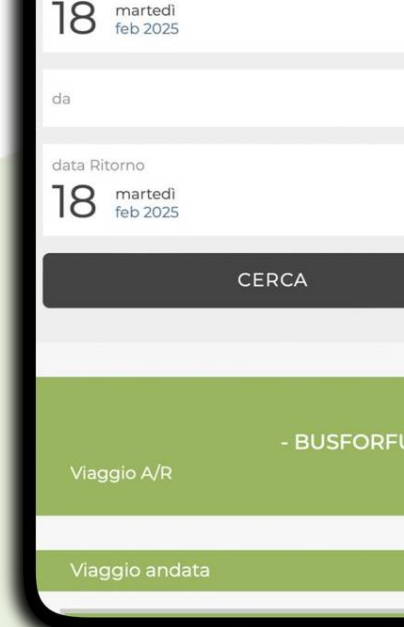 18 martedì
feb 2025
da
data Ritorno
18 martedì
feb 2025
CERCA
- BUSFORFU
Viaggio A/R
Viaggio andata